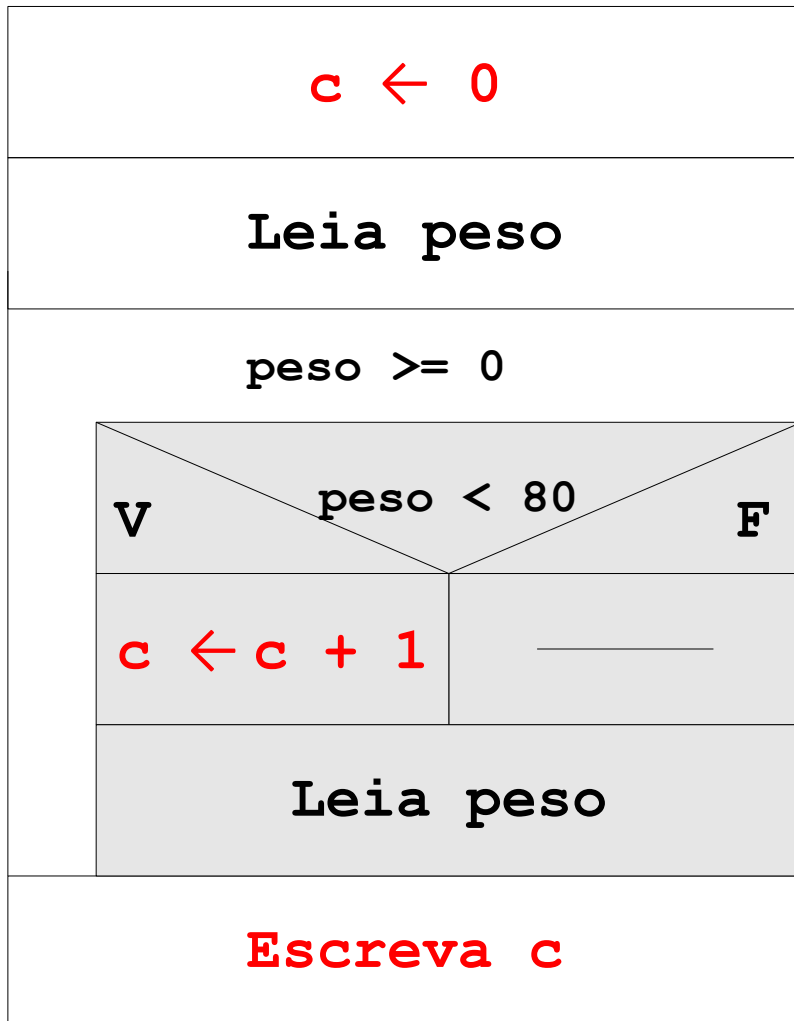 c ← 0
Leia peso
peso >= 0
peso < 80
V
F
c ← c + 1
Leia peso
Escreva c